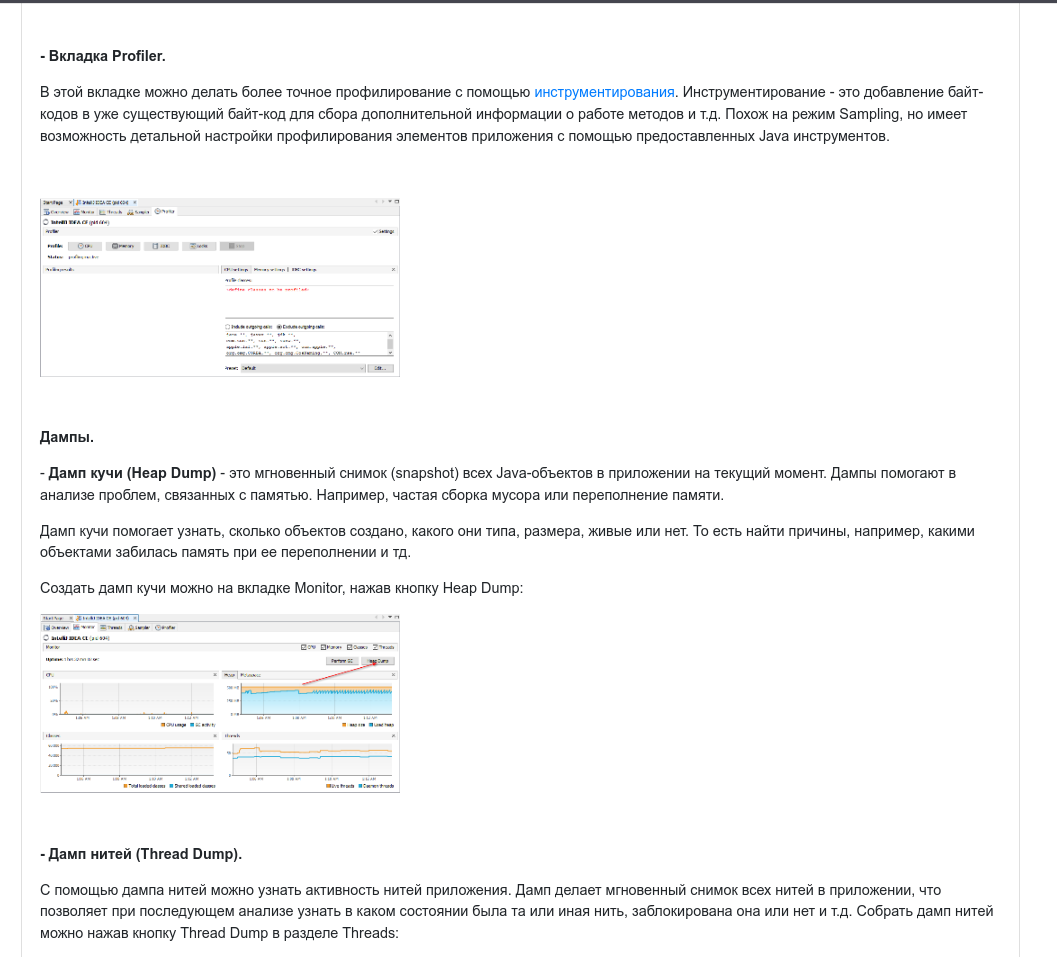 - Вкладка Profiler.
В этой вкладке можно делать более точное профилирование с помощью инструментирования. Инструментирование - это добавление байт-
кодов в уже существующий байт-код для сбора дополнительной информации о работе методов и т.д. Похож на режим Sampling, но имеет
возможность детальной настройки профилирования элементов приложения с помощью предоставленных Java инструментов.
Start Page
IntelliJ IDEA CE (pid 604)
Overview Monitor Threads Sampler Profiler
IntelliJ IDEA CE (pid 604)
Profiler
Settings
Profile: CPU Memory
Status: profiling inactive
Profiling results
CPU settings Memory settings JDBC settings
Profile classes:
Include outgoing calls: Exclude outgoing calls:
Preset: Default Edit...
Дампы.
- Дамп кучи (Heap Dump) - это мгновенный снимок (snapshot) всех Java-объектов в приложении на текущий момент. Дампы помогают в
анализе проблем, связанных с памятью. Например, частая сборка мусора или переполнение памяти.
Дамп кучи помогает узнать, сколько объектов создано, какого они типа, размера, живые или нет. То есть найти причины, например, какими
объектами забилась память при ее переполнении и тд.
Создать дамп кучи можно на вкладке Monitor, нажав кнопку Heap Dump:
Start Page
IntelliJ IDEA CE (pid 604)
Overview Monitor Threads Sampler Profiler
IntelliJ IDEA CE (pid 604)
Monitor
CPU Memory Classes Threads
Uptime:
Perform GC Heap Dump
CPU
Heap Metaspace
CPU usage GC activity
Heap size Used heap
Classes
Threads
Total loaded classes Shared loaded classes
Live threads Daemon threads
- Дамп нитей (Thread Dump).
С помощью дампа нитей можно узнать активность нитей приложения. Дамп делает мгновенный снимок всех нитей в приложении, что
позволяет при последующем анализе узнать в каком состоянии была та или иная нить, заблокирована она или нет и т.д. Собрать дамп нитей
можно нажав кнопку Thread Dump в разделе Threads: